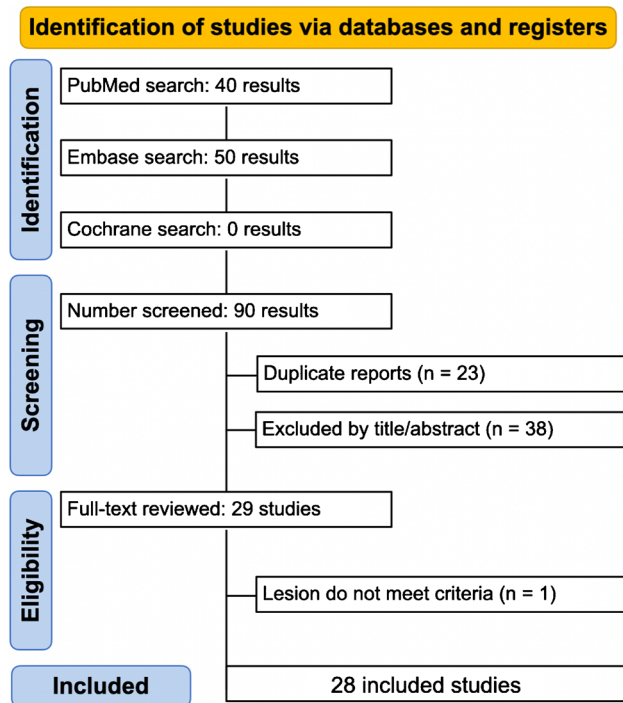 Identification of studies via databases and registers
Identification
PubMed search: 40 results
Embase search: 50 results
Cochrane search: 0 results
Screening
Number screened: 90 results
Duplicate reports (n = 23)
Excluded by title/abstract (n = 38)
Eligibility
Full-text reviewed: 29 studies
Lesion do not meet criteria (n = 1)
Included
28 included studies